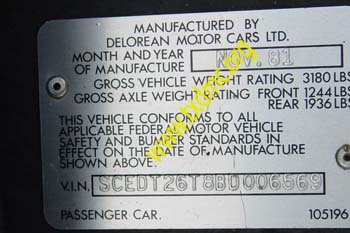 MANUFACTURED BY
DELOREAN MOTOR CARS LTD.
MONTH AND YEAR
OF MANUFACTURE NOV. 81
GROSS VEHICLE WEIGHT RATING 3180 LBS
GROSS AXLE WEIGHT RATING FRONT 1244 LBS
REAR 1936 LBS
THIS VEHICLE CONFORMS TO ALL
APPLICABLE FEDERAL MOTOR VEHICLE
SAFETY AND BUMPER STANDARDS IN
EFFECT ON THE DATE OF MANUFACTURE
SHOWN ABOVE.
V.I.N. SCEDT26T8BD006569
PASSENGER CAR. 105196